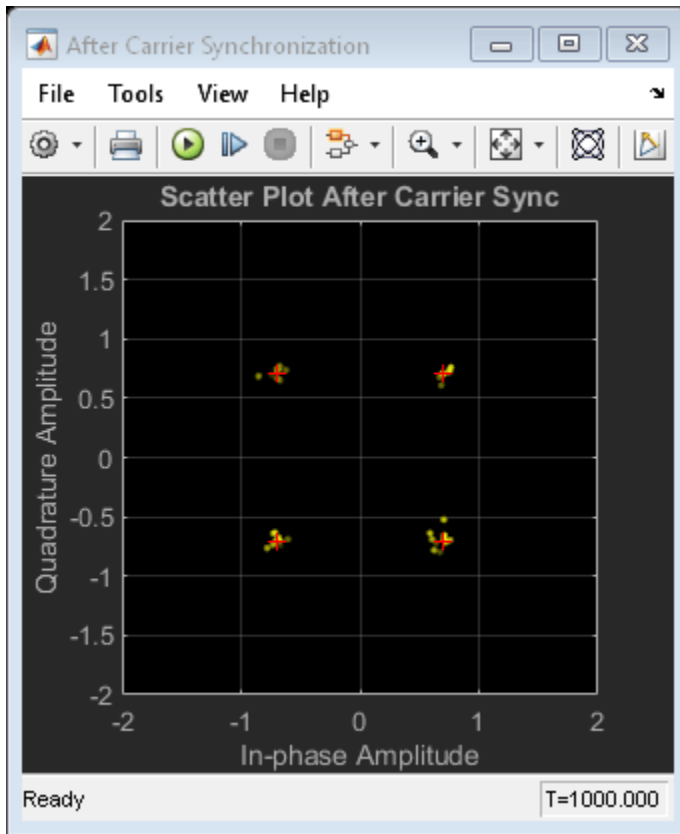 After Carrier Synchronization
File Tools View Help
Scatter Plot After Carrier Sync
2
1.5
1
0.5
0
-0.5
-1
-1.5
-2
Quadrature Amplitude
-2 -1 0 1 2
In-phase Amplitude
Ready T=1000.000